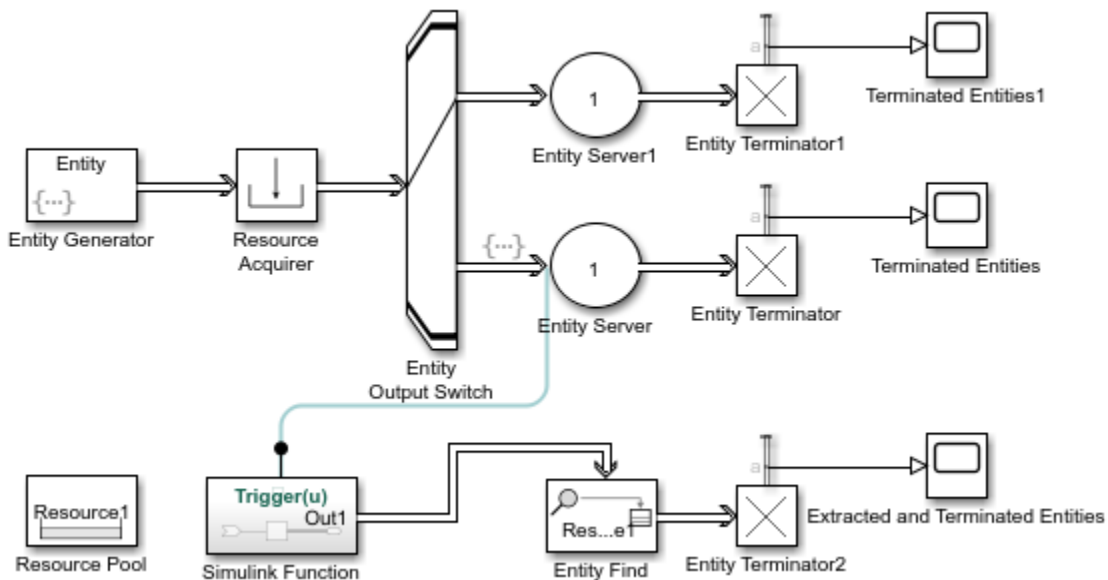 Entity
{...}
Entity Generator
Resource
Acquirer
Entity
Output Switch
1
Entity Server1
a
Entity Terminator1
Terminated Entities1
{...}
1
Entity Server
a
Entity Terminator
Terminated Entities
Resource1
Resource Pool
Trigger(u)
Out1
Simulink Function
Res...e1
Entity Find
a
Entity Terminator2
Extracted and Terminated Entities